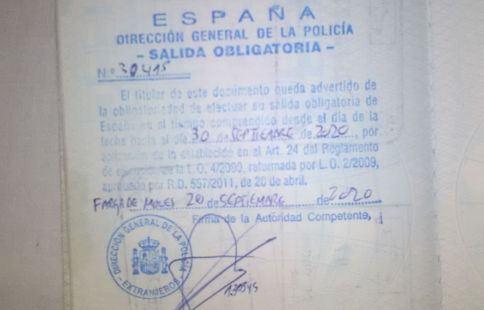 ESPAÑA
DIRECCIÓN GENERAL DE LA POLICÍA
- SALIDA OBLIGATORIA -
N.º 30.415
El titular de este documento queda advertido de
la obligatoriedad de efectuar su salida obligatoria de
España en el tiempo comprendido desde el día de la
fecha hasta el día 30 de SEPTIEMBRE de 2020, por
aplicación de lo establecido en el Art. 24 del Reglamento
de de la L.O. 4/2000, reformada por L.O. 2/2009,
aprobado por R.D. 557/2011, de 20 de abril.
FARGA DE MOLES 20 de SEPTIEMBRE de 2020
Firma de la Autoridad Competente,
DIRECCIÓN GENERAL DE LA POLICÍA
EXTRANJEROS